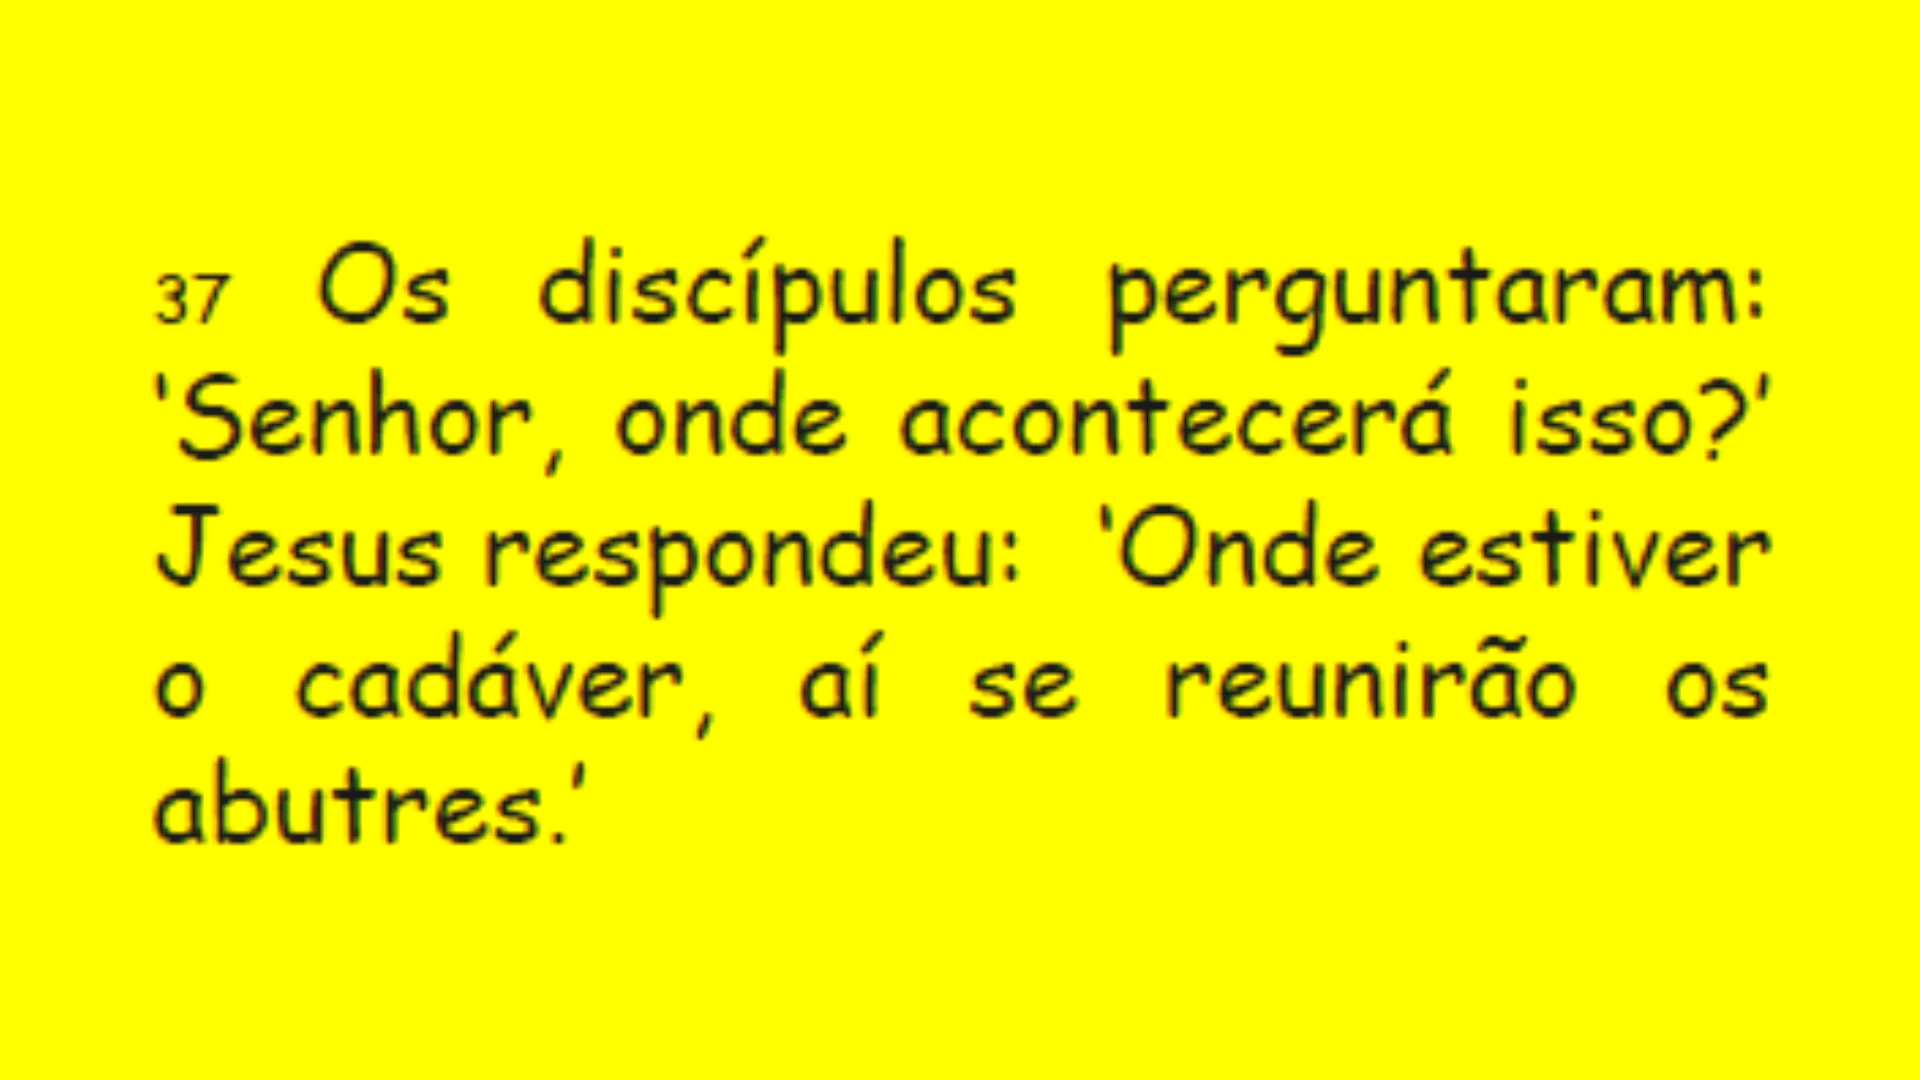 37 Os discípulos perguntaram:
‘Senhor, onde acontecerá isso?’
Jesus respondeu: ‘Onde estiver
o cadáver, aí se reunirão os
abutres.’